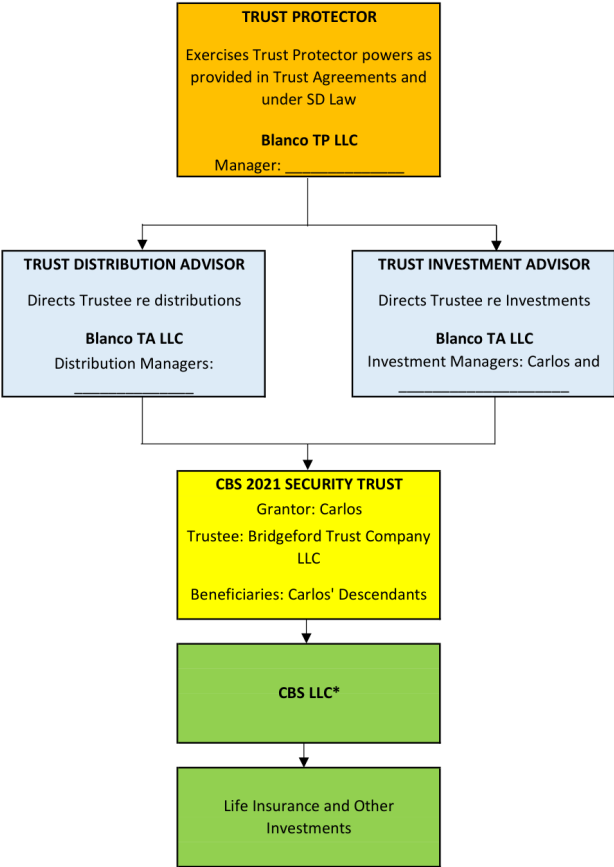 TRUST PROTECTOR
Exercises Trust Protector powers as
provided in Trust Agreements and
under SD Law
Blanco TP LLC
Manager: ______________
TRUST DISTRIBUTION ADVISOR
Directs Trustee re distributions
Blanco TA LLC
Distribution Managers:
______________
TRUST INVESTMENT ADVISOR
Directs Trustee re Investments
Blanco TA LLC
Investment Managers: Carlos and
____________________
CBS 2021 SECURITY TRUST
Grantor: Carlos
Trustee: Bridgeford Trust Company
LLC
Beneficiaries: Carlos' Descendants
CBS LLC*
Life Insurance and Other
Investments